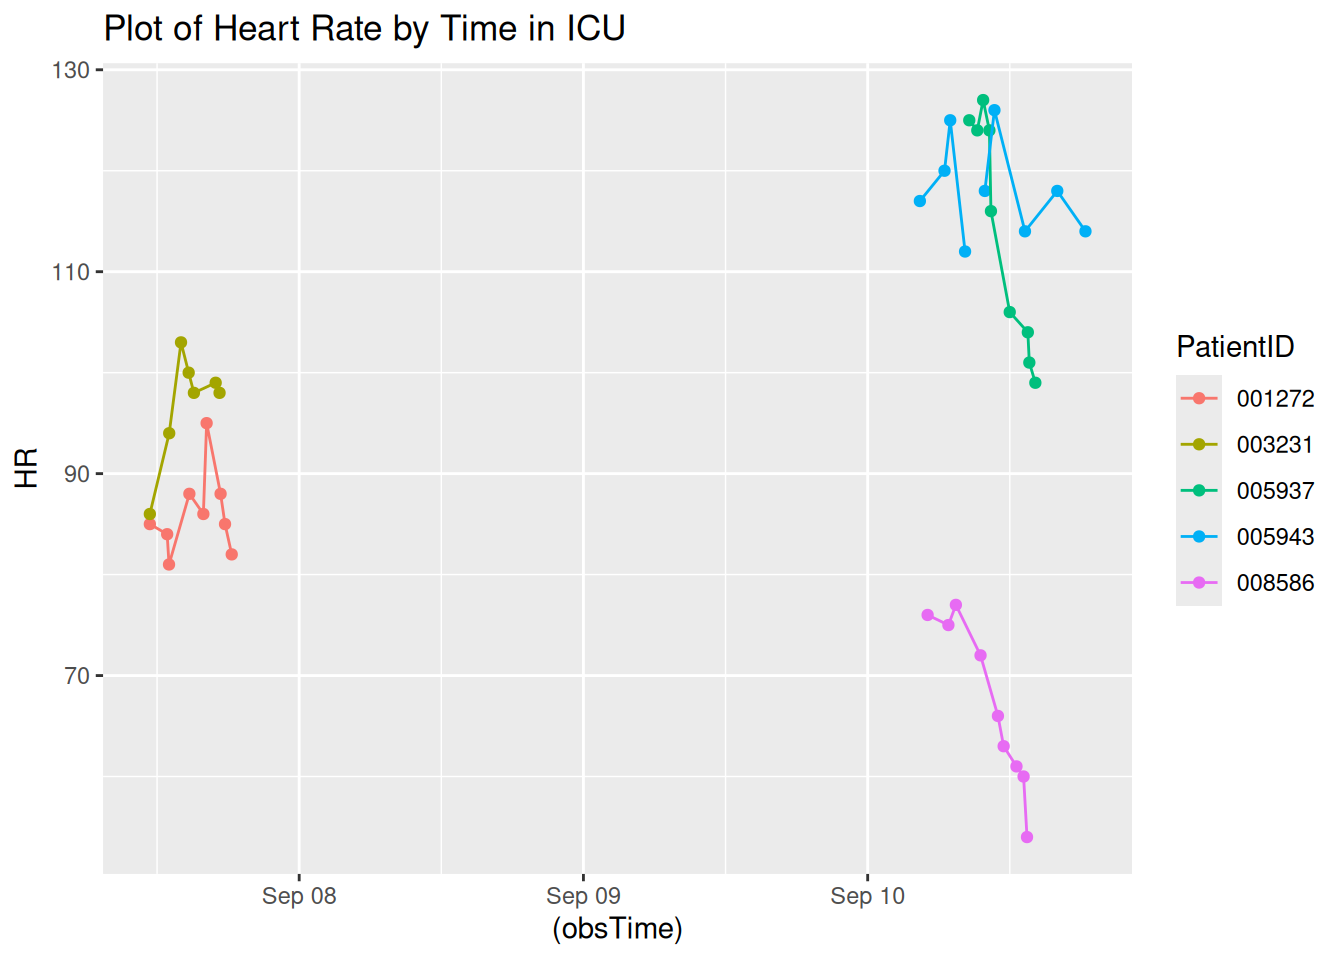 Plot of Heart Rate by Time in ICU
130
110
90
70
HR
Sep 08
Sep 09
Sep 10
(obsTime)
PatientID
001272
003231
005937
005943
008586